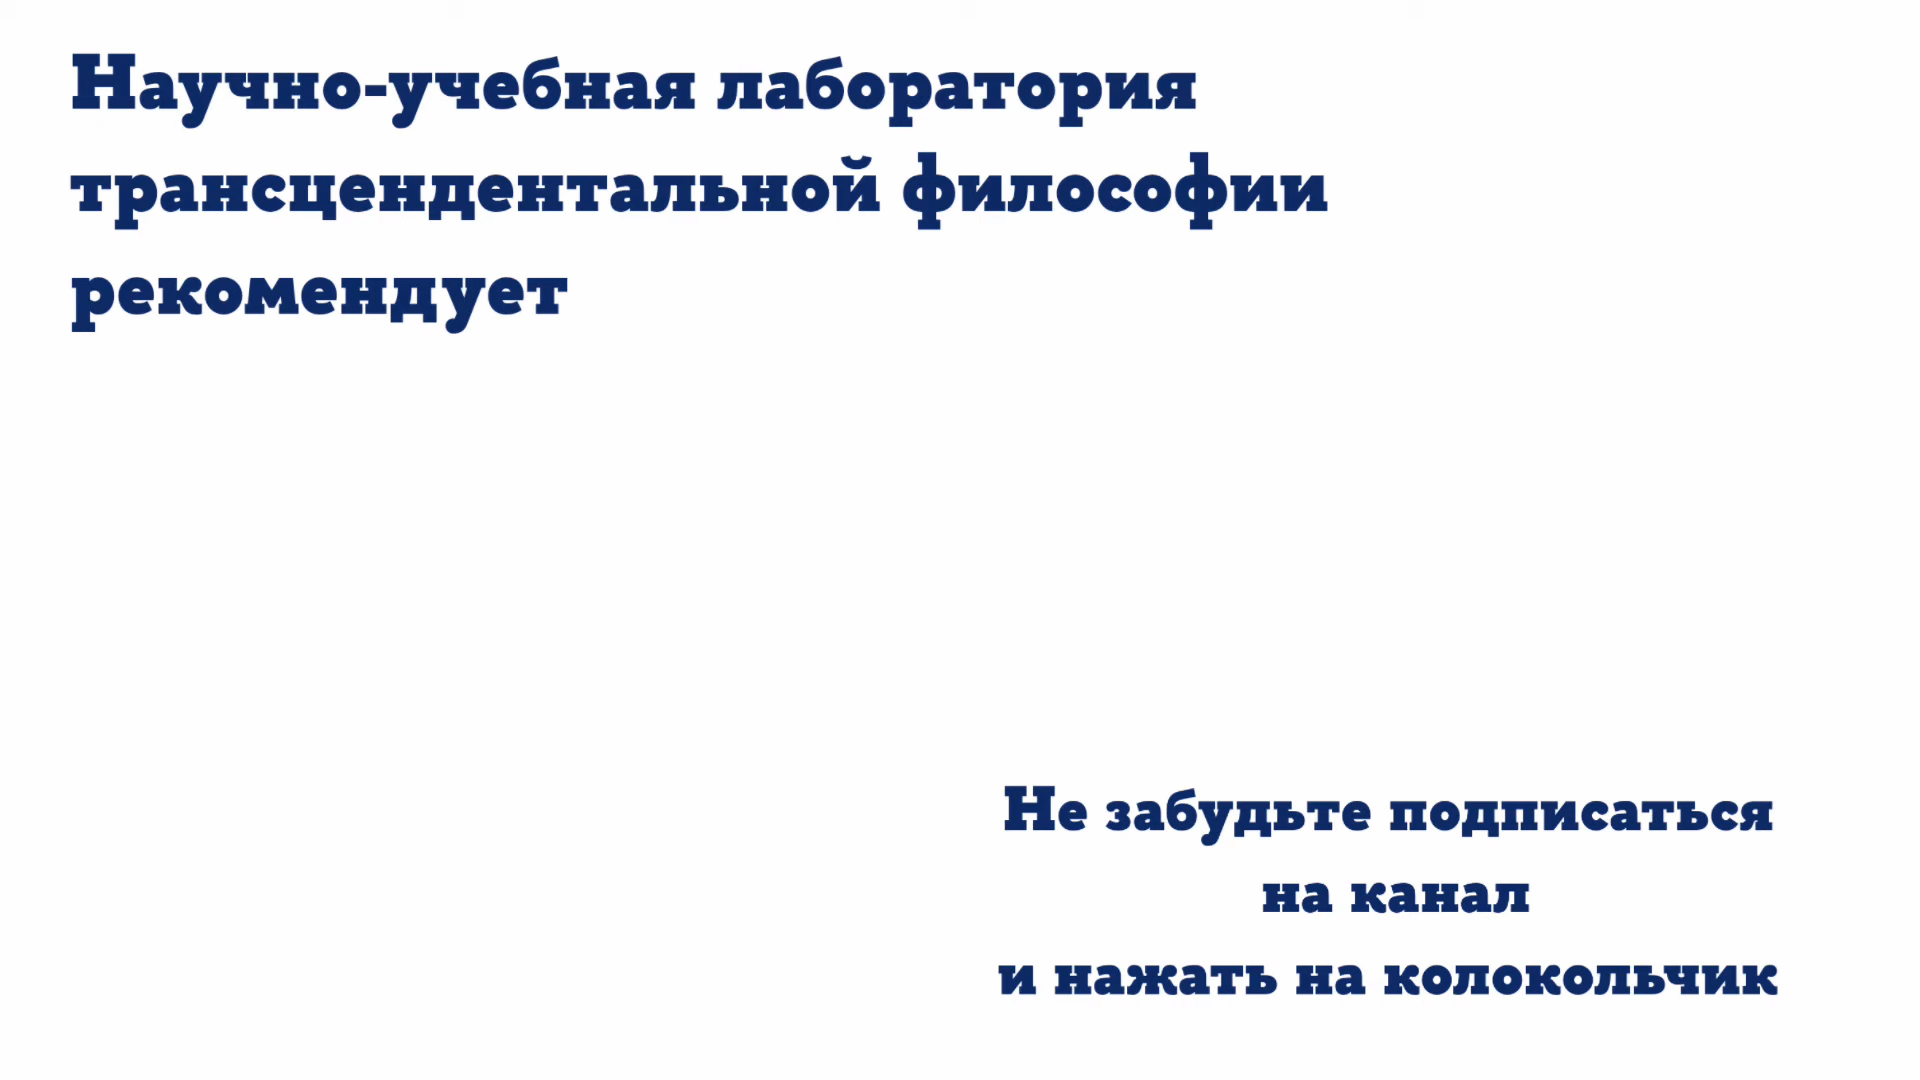 Научно-учебная лаборатория
трансцендентальной философии
рекомендует
Не забудьте подписаться
на канал
и нажать на колокольчик